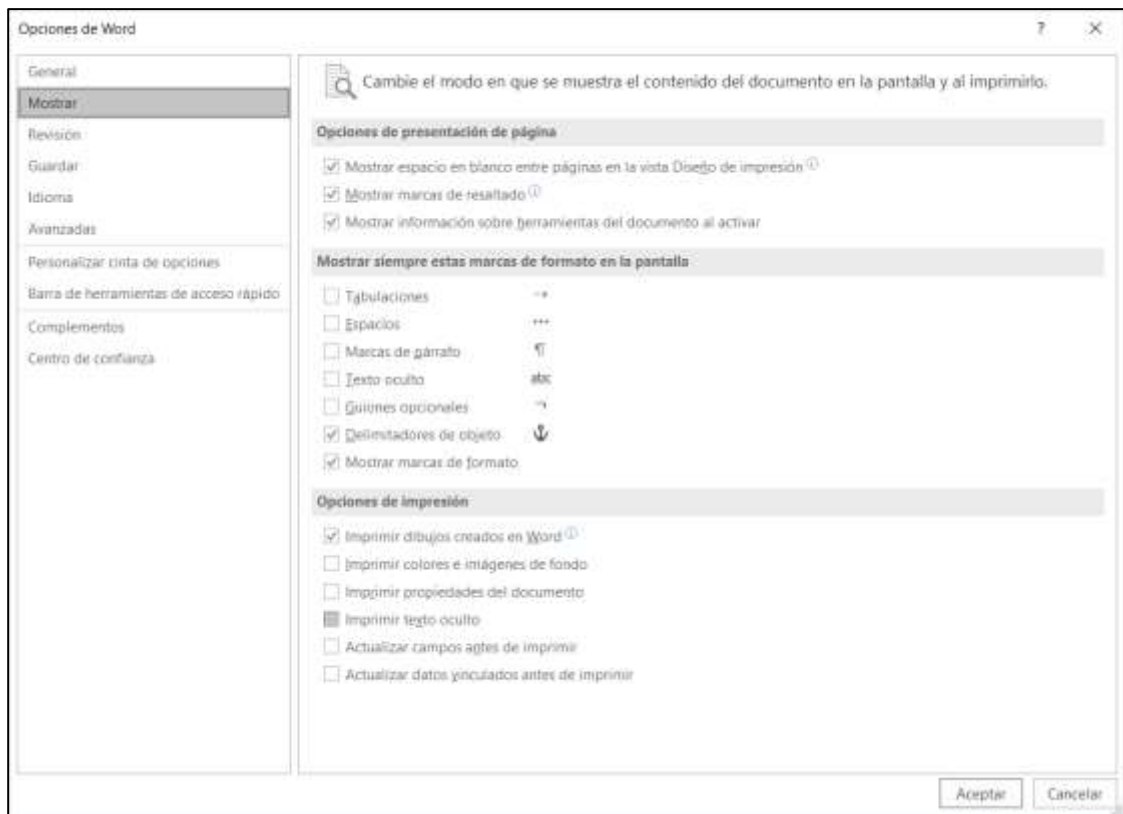 Opciones de Word
General
Mostrar
Revisión
Guardar
Idioma
Avanzadas
Personalizar cinta de opciones
Barra de herramientas de acceso rápido
Complementos
Centro de confianza
Cambie el modo en que se muestra el contenido del documento en la pantalla y al imprimirlo.
Opciones de presentación de página
Mostrar espacio en blanco entre páginas en la vista Diseño de impresión
Mostrar marcas de resaltado
Mostrar información sobre herramientas del documento al activar
Mostrar siempre estas marcas de formato en la pantalla
Tabulaciones →
Espacios ···
Marcas de párrafo ¶
Texto oculto abc
Guiones opcionales ¬
Delimitadores de objeto
Mostrar marcas de formato
Opciones de impresión
Imprimir dibujos creados en Word
Imprimir colores e imágenes de fondo
Imprimir propiedades del documento
Imprimir texto oculto
Actualizar campos antes de imprimir
Actualizar datos vinculados antes de imprimir
Aceptar Cancelar